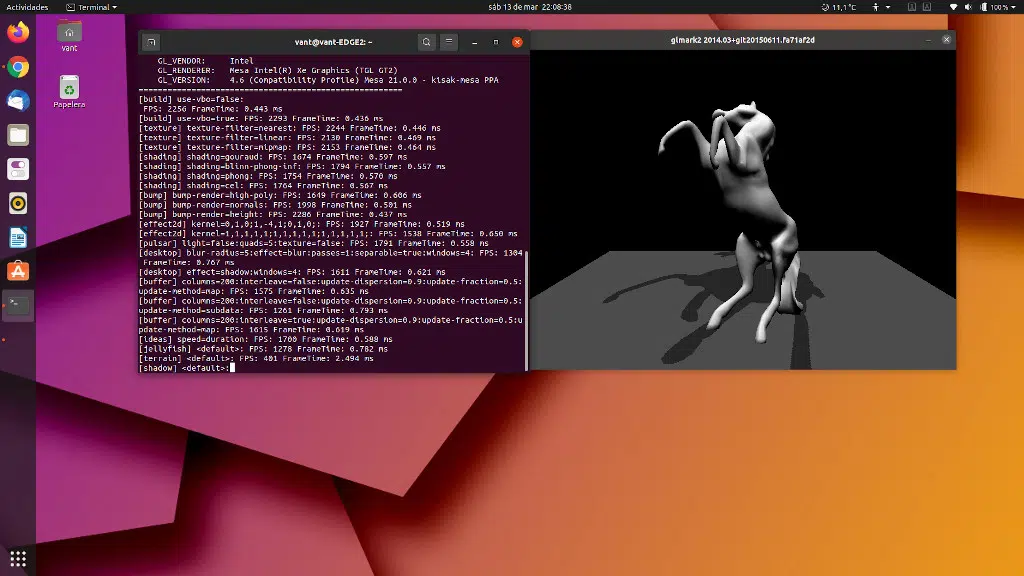 Actividades
Terminal
sáb 13 de mar 22:08:38
11,1°C
100 %
vant
Papelera
vant@vant-EDGE2: ~
GL_VENDOR: Intel
GL_RENDERER: Mesa Intel(R) Xe Graphics (TGL GT2)
GL_VERSION: 4.6 (Compatibility Profile) Mesa 21.0.0 - kisak-mesa PPA
=======================================================
[build] use-vbo=false:
FPS: 2256 FrameTime: 0.443 ms
[build] use-vbo=true: FPS: 2293 FrameTime: 0.436 ms
[texture] texture-filter=nearest: FPS: 2244 FrameTime: 0.446 ms
[texture] texture-filter=linear: FPS: 2130 FrameTime: 0.469 ms
[texture] texture-filter=mipmap: FPS: 2153 FrameTime: 0.464 ms
[shading] shading=gouraud: FPS: 1674 FrameTime: 0.597 ms
[shading] shading=blinn-phong-inf: FPS: 1794 FrameTime: 0.557 ms
[shading] shading=phong: FPS: 1754 FrameTime: 0.570 ms
[shading] shading=cel: FPS: 1764 FrameTime: 0.567 ms
[bump] bump-render=high-poly: FPS: 1649 FrameTime: 0.606 ms
[bump] bump-render=normals: FPS: 1998 FrameTime: 0.501 ms
[bump] bump-render=height: FPS: 2286 FrameTime: 0.437 ms
[effect2d] kernel=0,1,0;1,-4,1;0,1,0;: FPS: 1927 FrameTime: 0.519 ms
[effect2d] kernel=1,1,1,1,1;1,1,1,1,1;1,1,1,1,1;: FPS: 1538 FrameTime: 0.650 ms
[pulsar] light=false:quads=5:texture=false: FPS: 1791 FrameTime: 0.558 ms
[desktop] blur-radius=5:effect=blur:passes=1:separable=true:windows=4: FPS: 1304
FrameTime: 0.767 ms
[desktop] effect=shadow:windows=4: FPS: 1611 FrameTime: 0.621 ms
[buffer] columns=200:interleave=false:update-dispersion=0.9:update-fraction=0.5:
update-method=map: FPS: 1575 FrameTime: 0.635 ms
[buffer] columns=200:interleave=false:update-dispersion=0.9:update-fraction=0.5:
update-method=subdata: FPS: 1261 FrameTime: 0.793 ms
[buffer] columns=200:interleave=true:update-dispersion=0.9:update-fraction=0.5:u
pdate-method=map: FPS: 1615 FrameTime: 0.619 ms
[ideas] speed=duration: FPS: 1700 FrameTime: 0.588 ms
[jellyfish] <default>: FPS: 1278 FrameTime: 0.782 ms
[terrain] <default>: FPS: 401 FrameTime: 2.494 ms
[shadow] <default>:
glmark2 2014.03+git20150611.fa71af2d